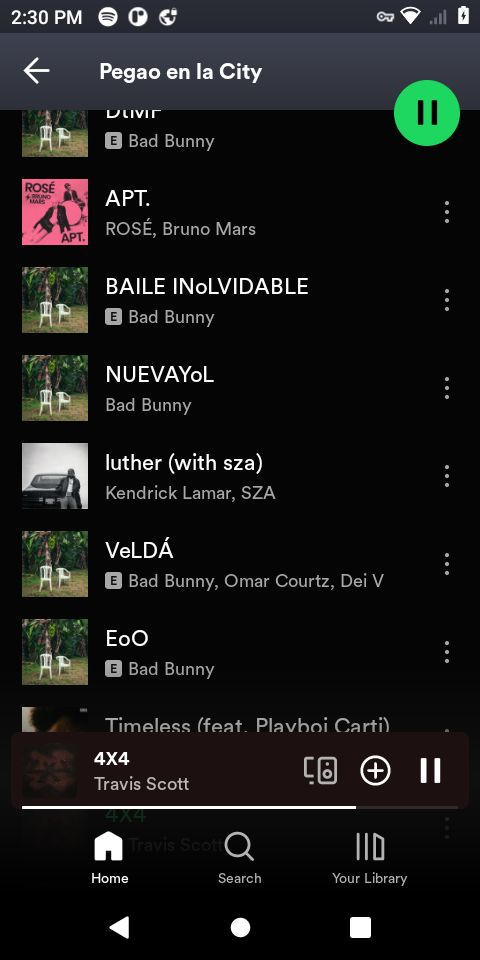 2:30 PM
Pegao en la City
DtMF
E Bad Bunny
ROSÉ
& BRUNO
MARS
APT.
APT.
ROSÉ, Bruno Mars
BAILE INoLVIDABLE
E Bad Bunny
NUEVAYoL
Bad Bunny
luther (with sza)
Kendrick Lamar, SZA
VeLDÁ
E Bad Bunny, Omar Courtz, Dei V
EoO
E Bad Bunny
Timeless (feat. Playboi Carti)
4X4
Travis Scott
4X4
Travis Scott
Home
Search
Your Library